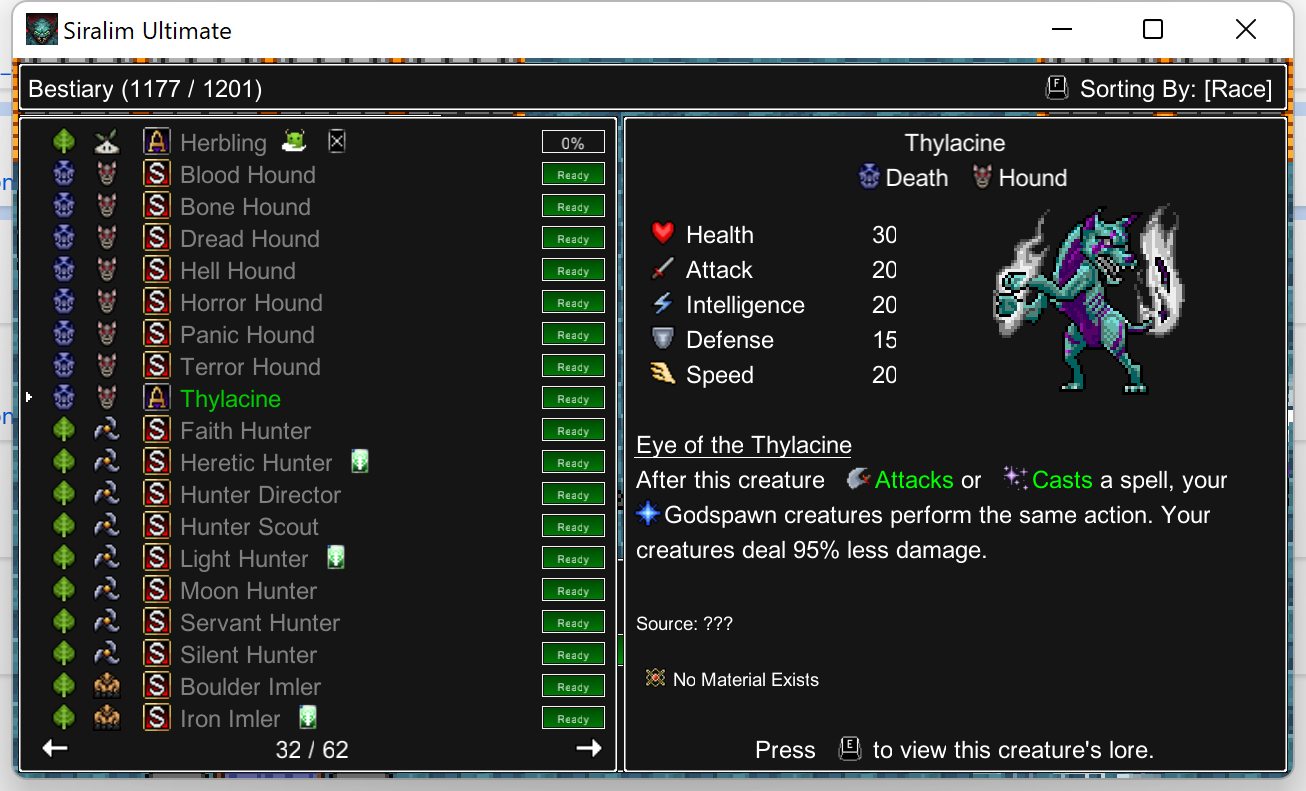 Siralim Ultimate
Bestiary (1177 / 1201)
F Sorting By: [Race]
A Herbling 0%
S Blood Hound Ready
S Bone Hound Ready
S Dread Hound Ready
S Hell Hound Ready
S Horror Hound Ready
S Panic Hound Ready
S Terror Hound Ready
A Thylacine Ready
S Faith Hunter Ready
S Heretic Hunter Ready
S Hunter Director Ready
S Hunter Scout Ready
S Light Hunter Ready
S Moon Hunter Ready
S Servant Hunter Ready
S Silent Hunter Ready
S Boulder Imler Ready
S Iron Imler Ready
32 / 62
Thylacine
Death Hound
Health 30
Attack 20
Intelligence 20
Defense 15
Speed 20
Eye of the Thylacine
After this creature Attacks or Casts a spell, your
Godspawn creatures perform the same action. Your
creatures deal 95% less damage.
Source: ???
No Material Exists
Press E to view this creature's lore.